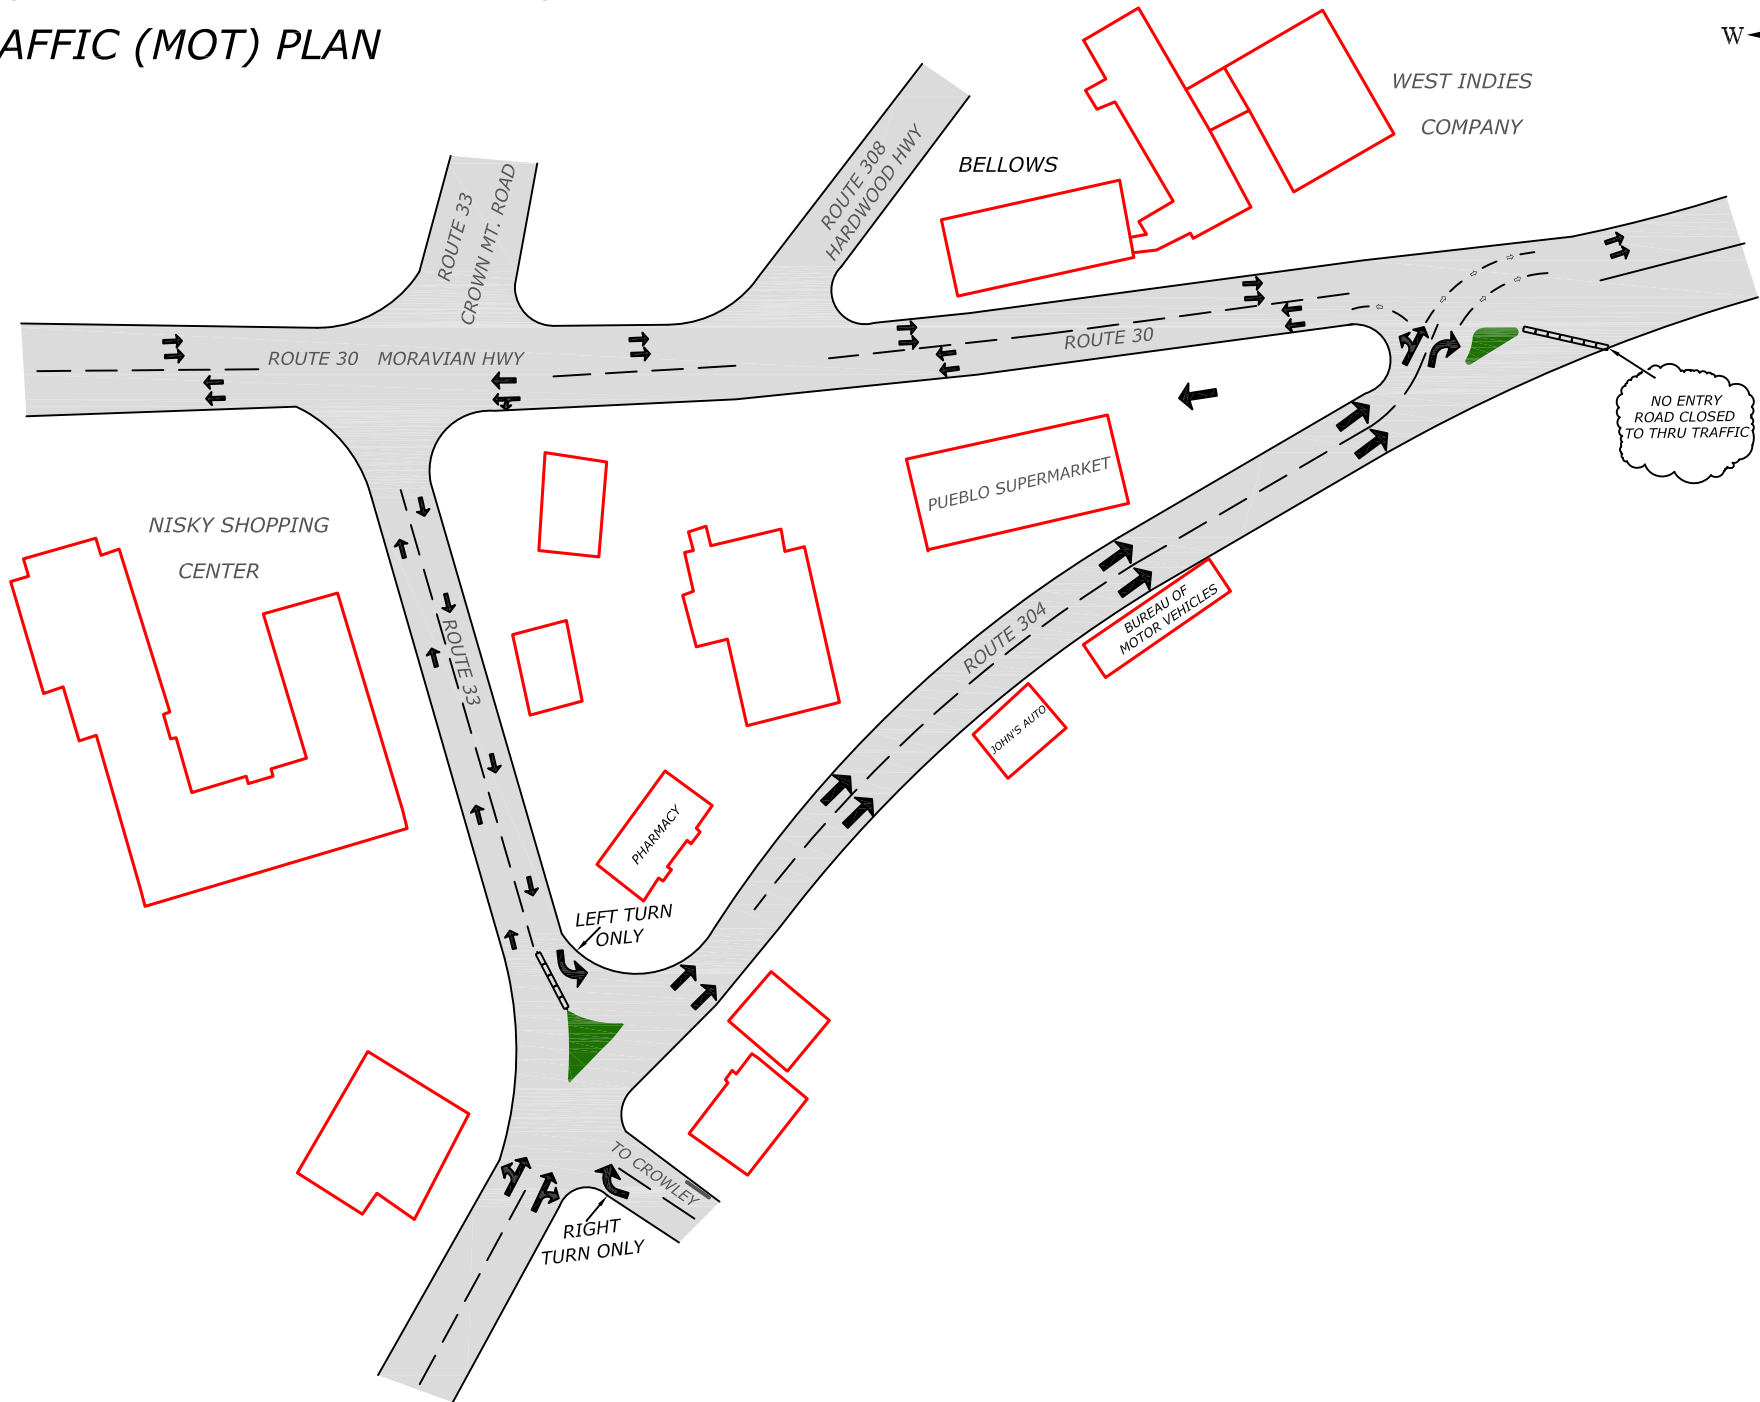 AFFIC (MOT) PLAN
W
WEST INDIES
COMPANY
BELLOWS
ROUTE 308
HARDWOOD HWY
ROUTE 33
CROWN MT. ROAD
ROUTE 30 MORAVIAN HWY
ROUTE 30
NO ENTRY
ROAD CLOSED
TO THRU TRAFFIC
PUEBLO SUPERMARKET
NISKY SHOPPING
CENTER
ROUTE 33
ROUTE 304
BUREAU OF
MOTOR VEHICLES
JOHN'S AUTO
PHARMACY
LEFT TURN
ONLY
TO CROWLEY
RIGHT
TURN ONLY